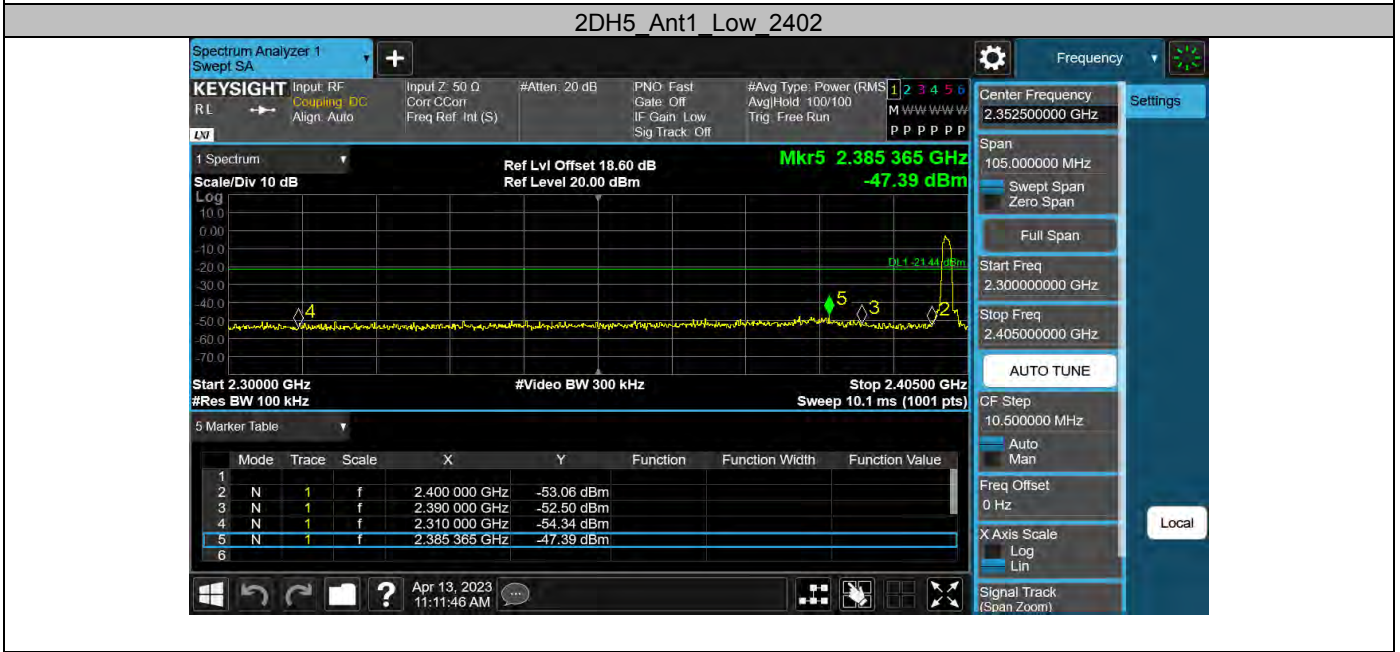 2DH5_Ant1_Low_2402
Spectrum Analyzer 1
Swept SA
+
Frequency
KEYSIGHT
RL
LXI
Input: RF
Coupling: DC
Align: Auto
Input Z: 50 Ω
Corr CCorr
Freq Ref: Int (S)
#Atten: 20 dB
PNO: Fast
Gate: Off
IF Gain: Low
Sig Track: Off
#Avg Type: Power (RMS
Avg|Hold: 100/100
Trig: Free Run
1 2 3 4 5 6
M W W W W W
P P P P P P
Center Frequency
2.352500000 GHz
Settings
Span
105.000000 MHz
Swept Span
Zero Span
Full Span
Start Freq
2.300000000 GHz
Stop Freq
2.405000000 GHz
AUTO TUNE
CF Step
10.500000 MHz
Auto
Man
Freq Offset
0 Hz
X Axis Scale
Log
Lin
Signal Track
(Span Zoom)
Local
1 Spectrum
Scale/Div 10 dB
Ref Lvl Offset 18.60 dB
Ref Level 20.00 dBm
Mkr5 2.385 365 GHz
-47.39 dBm
Log
10.0
0.00
-10.0
-20.0
-30.0
-40.0
-50.0
-60.0
-70.0
DL1 -21.44 dBm
4
5
3
2
Start 2.30000 GHz
#Video BW 300 kHz
Stop 2.40500 GHz
#Res BW 100 kHz
Sweep 10.1 ms (1001 pts)
5 Marker Table
Mode Trace Scale X Y Function Function Width Function Value
1
2 N 1 f 2.400 000 GHz -53.06 dBm
3 N 1 f 2.390 000 GHz -52.50 dBm
4 N 1 f 2.310 000 GHz -54.34 dBm
5 N 1 f 2.385 365 GHz -47.39 dBm
6
?
Apr 13, 2023
11:11:46 AM